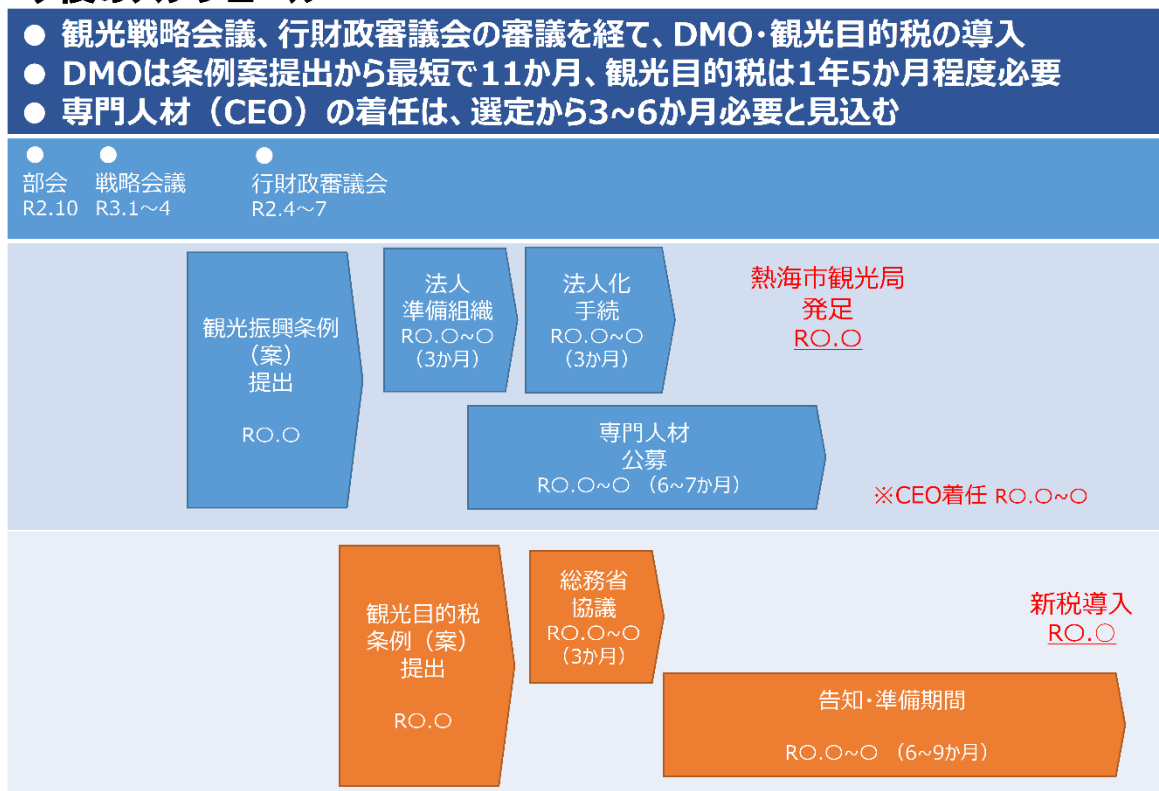 ● 観光戦略会議、行財政審議会の審議を経て、DMO・観光目的税の導入
● DMOは条例案提出から最短で11か月、観光目的税は1年5か月程度必要
● 専門人材（CEO）の着任は、選定から3~6か月必要と見込む
部会
R2.10
戦略会議
R3.1～4
行財政審議会
R2.4～7
観光振興条例
（案）
提出
R○.○
法人
準備組織
R○.○~○
（3か月）
法人化
手続
R○.○~○
（3か月）
熱海市観光局
発足
R○.○
専門人材
公募
R○.○~○ （6~7か月）
※CEO着任 R○.○~○
観光目的税
条例（案）
提出
R○.○
総務省
協議
R○.○~○
（3か月）
新税導入
R○.○
告知・準備期間
R○.○~○ （6~9か月）